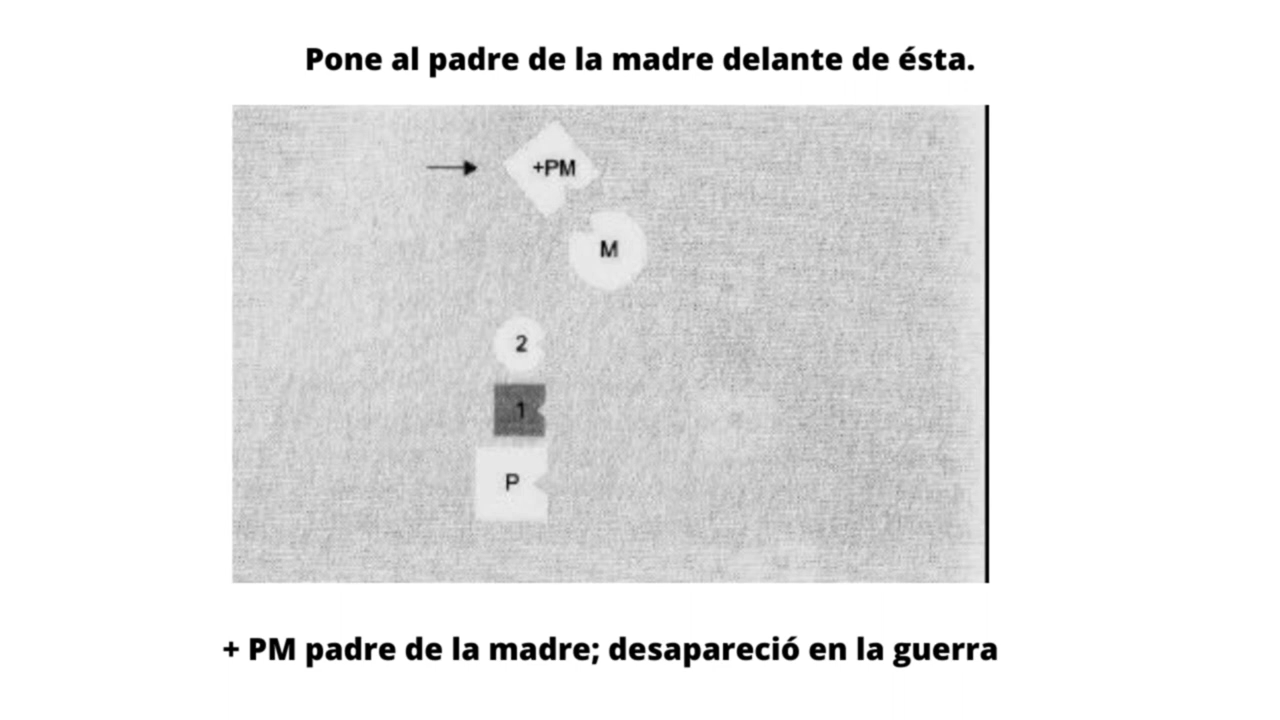 Pone al padre de la madre delante de ésta.
+PM
M
2
1
P
+ PM padre de la madre; desapareció en la guerra